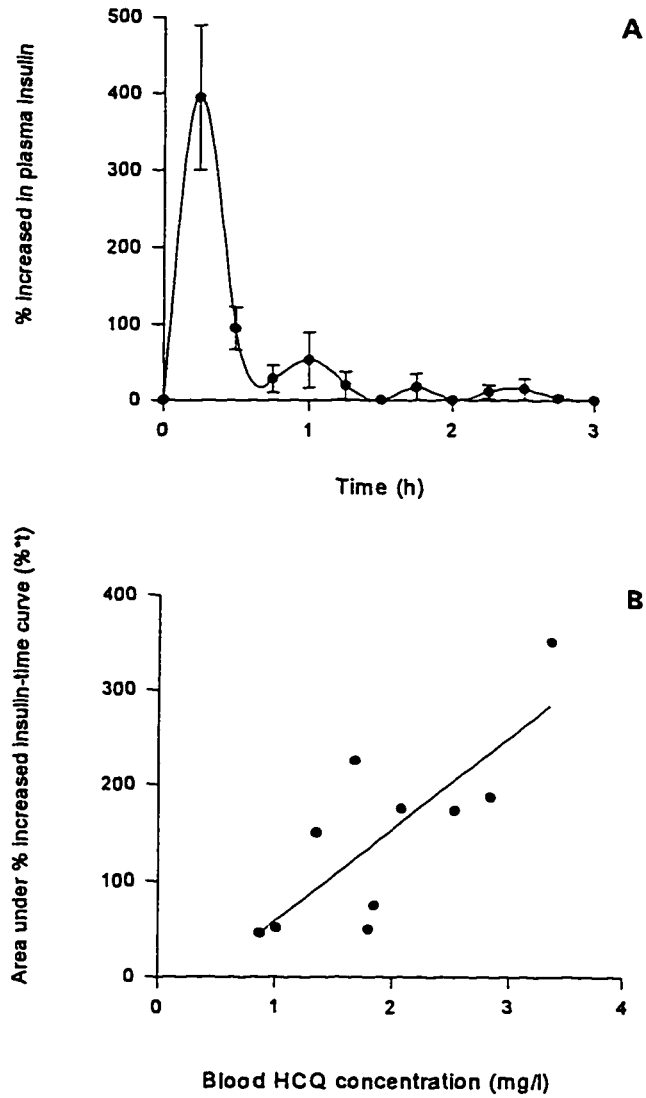 A
% increased in plasma insulin
500
400
300
200
100
0
0 1 2 3
Time (h)
B
Area under % increased insulin-time curve (%*t)
400
300
200
100
0
0 1 2 3 4
Blood HCQ concentration (mg/l)